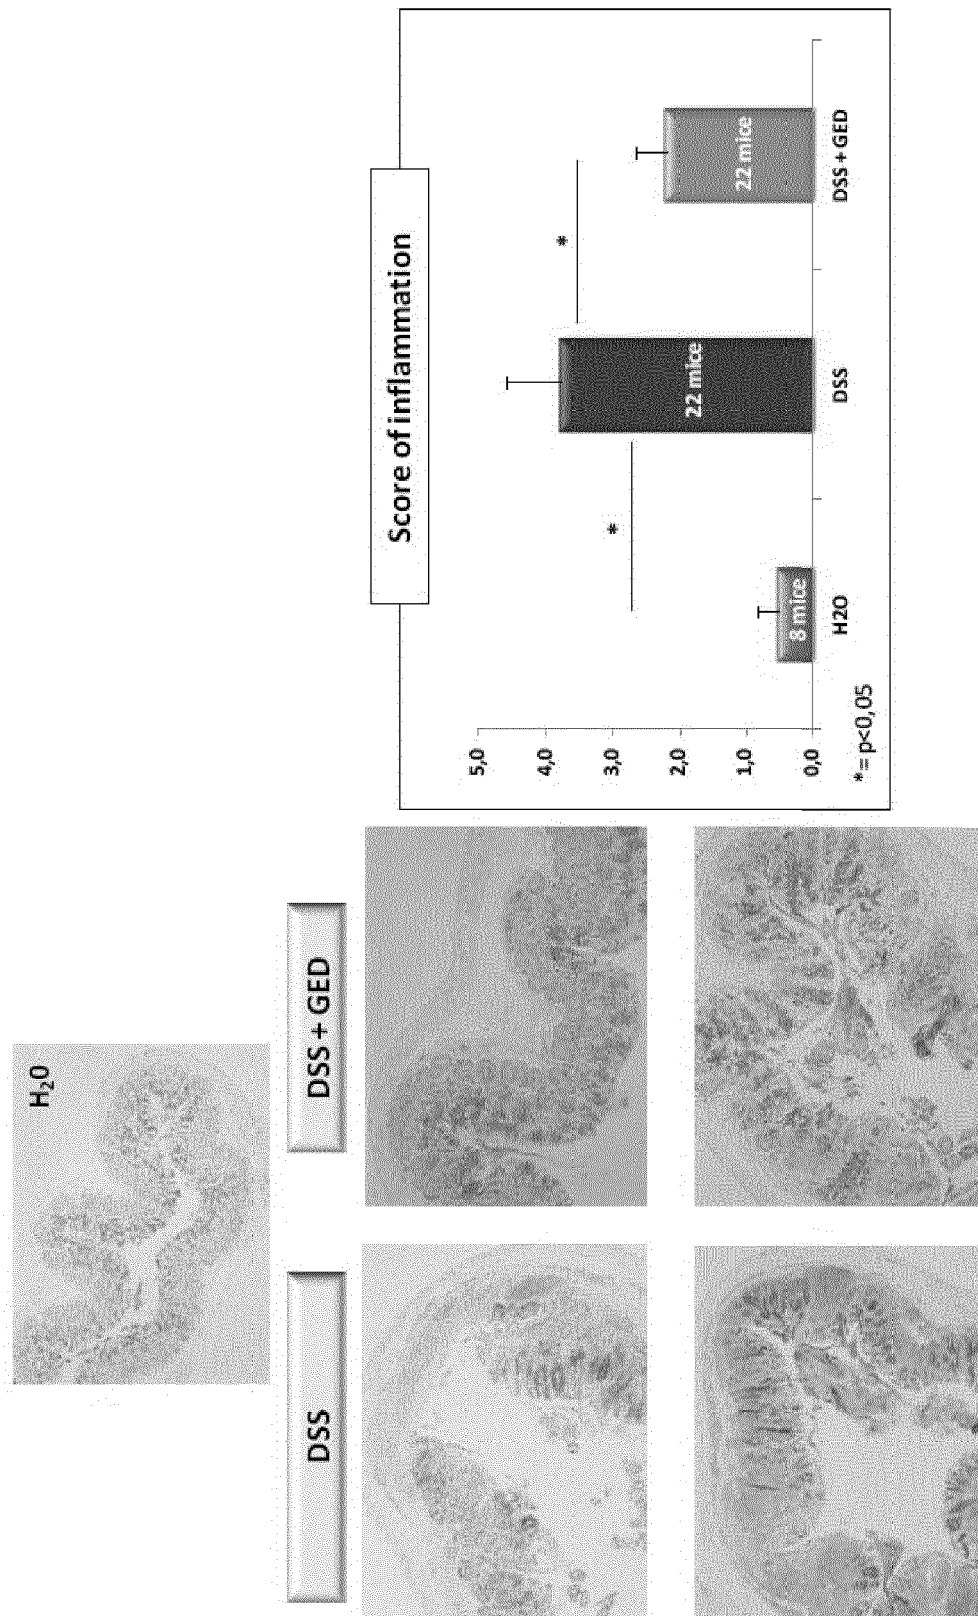 H₂0
DSS
DSS + GED
Score of inflammation
5,0
4,0
3,0
2,0
1,0
0,0
*
*
8 mice
22 mice
22 mice
H2O
DSS
DSS + GED
*= p<0,05